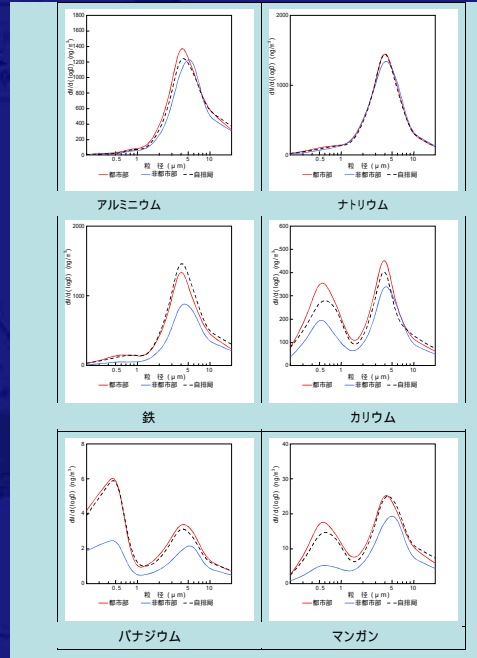 dM/d(logD) (ng/m³)
1800
1600
1400
1200
1000
800
600
400
200
0
0.5 1 5 10
粒 径 (μm)
都市部 非都市部 自排局
アルミニウム
dM/d(logD) (ng/m³)
2000
1000
0
0.5 1 5 10
粒 径 (μm)
都市部 非都市部 自排局
ナトリウム
dM/d(logD) (ng/m³)
2000
1000
0
0.5 1 5 10
粒 径 (μm)
都市部 非都市部 自排局
鉄
dM/d(logD) (ng/m³)
600
500
400
300
200
100
0
0.5 1 5 10
粒 径 (μm)
都市部 非都市部 自排局
カリウム
dM/d(logD) (ng/m³)
8
6
4
2
0
0.5 1 5 10
粒 径 (μm)
都市部 非都市部 自排局
バナジウム
dM/d(logD) (ng/m³)
40
30
20
10
0
0.5 1 5 10
粒 径 (μm)
都市部 非都市部 自排局
マンガン